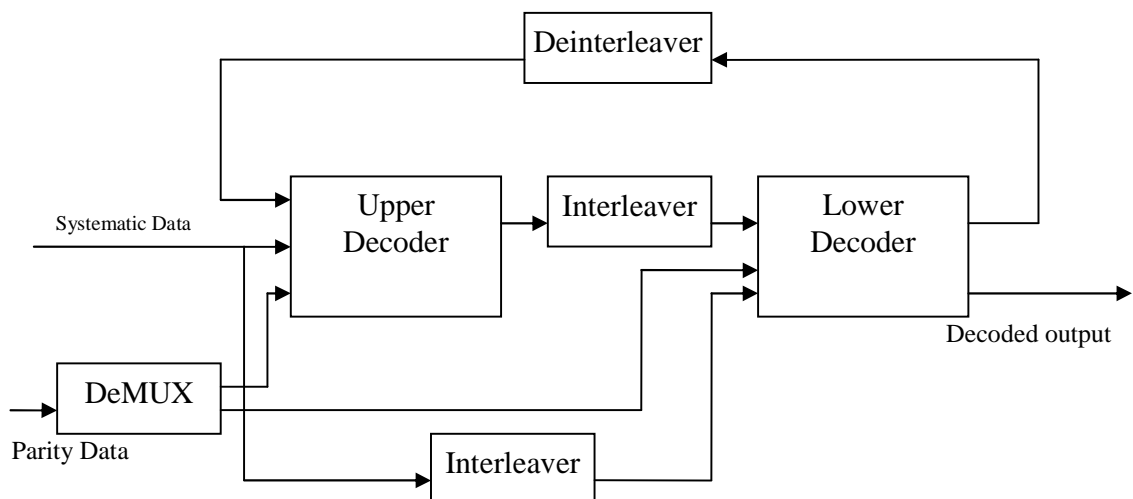 Deinterleaver
Upper
Decoder
Interleaver
Lower
Decoder
Systematic Data
Decoded output
DeMUX
Parity Data
Interleaver